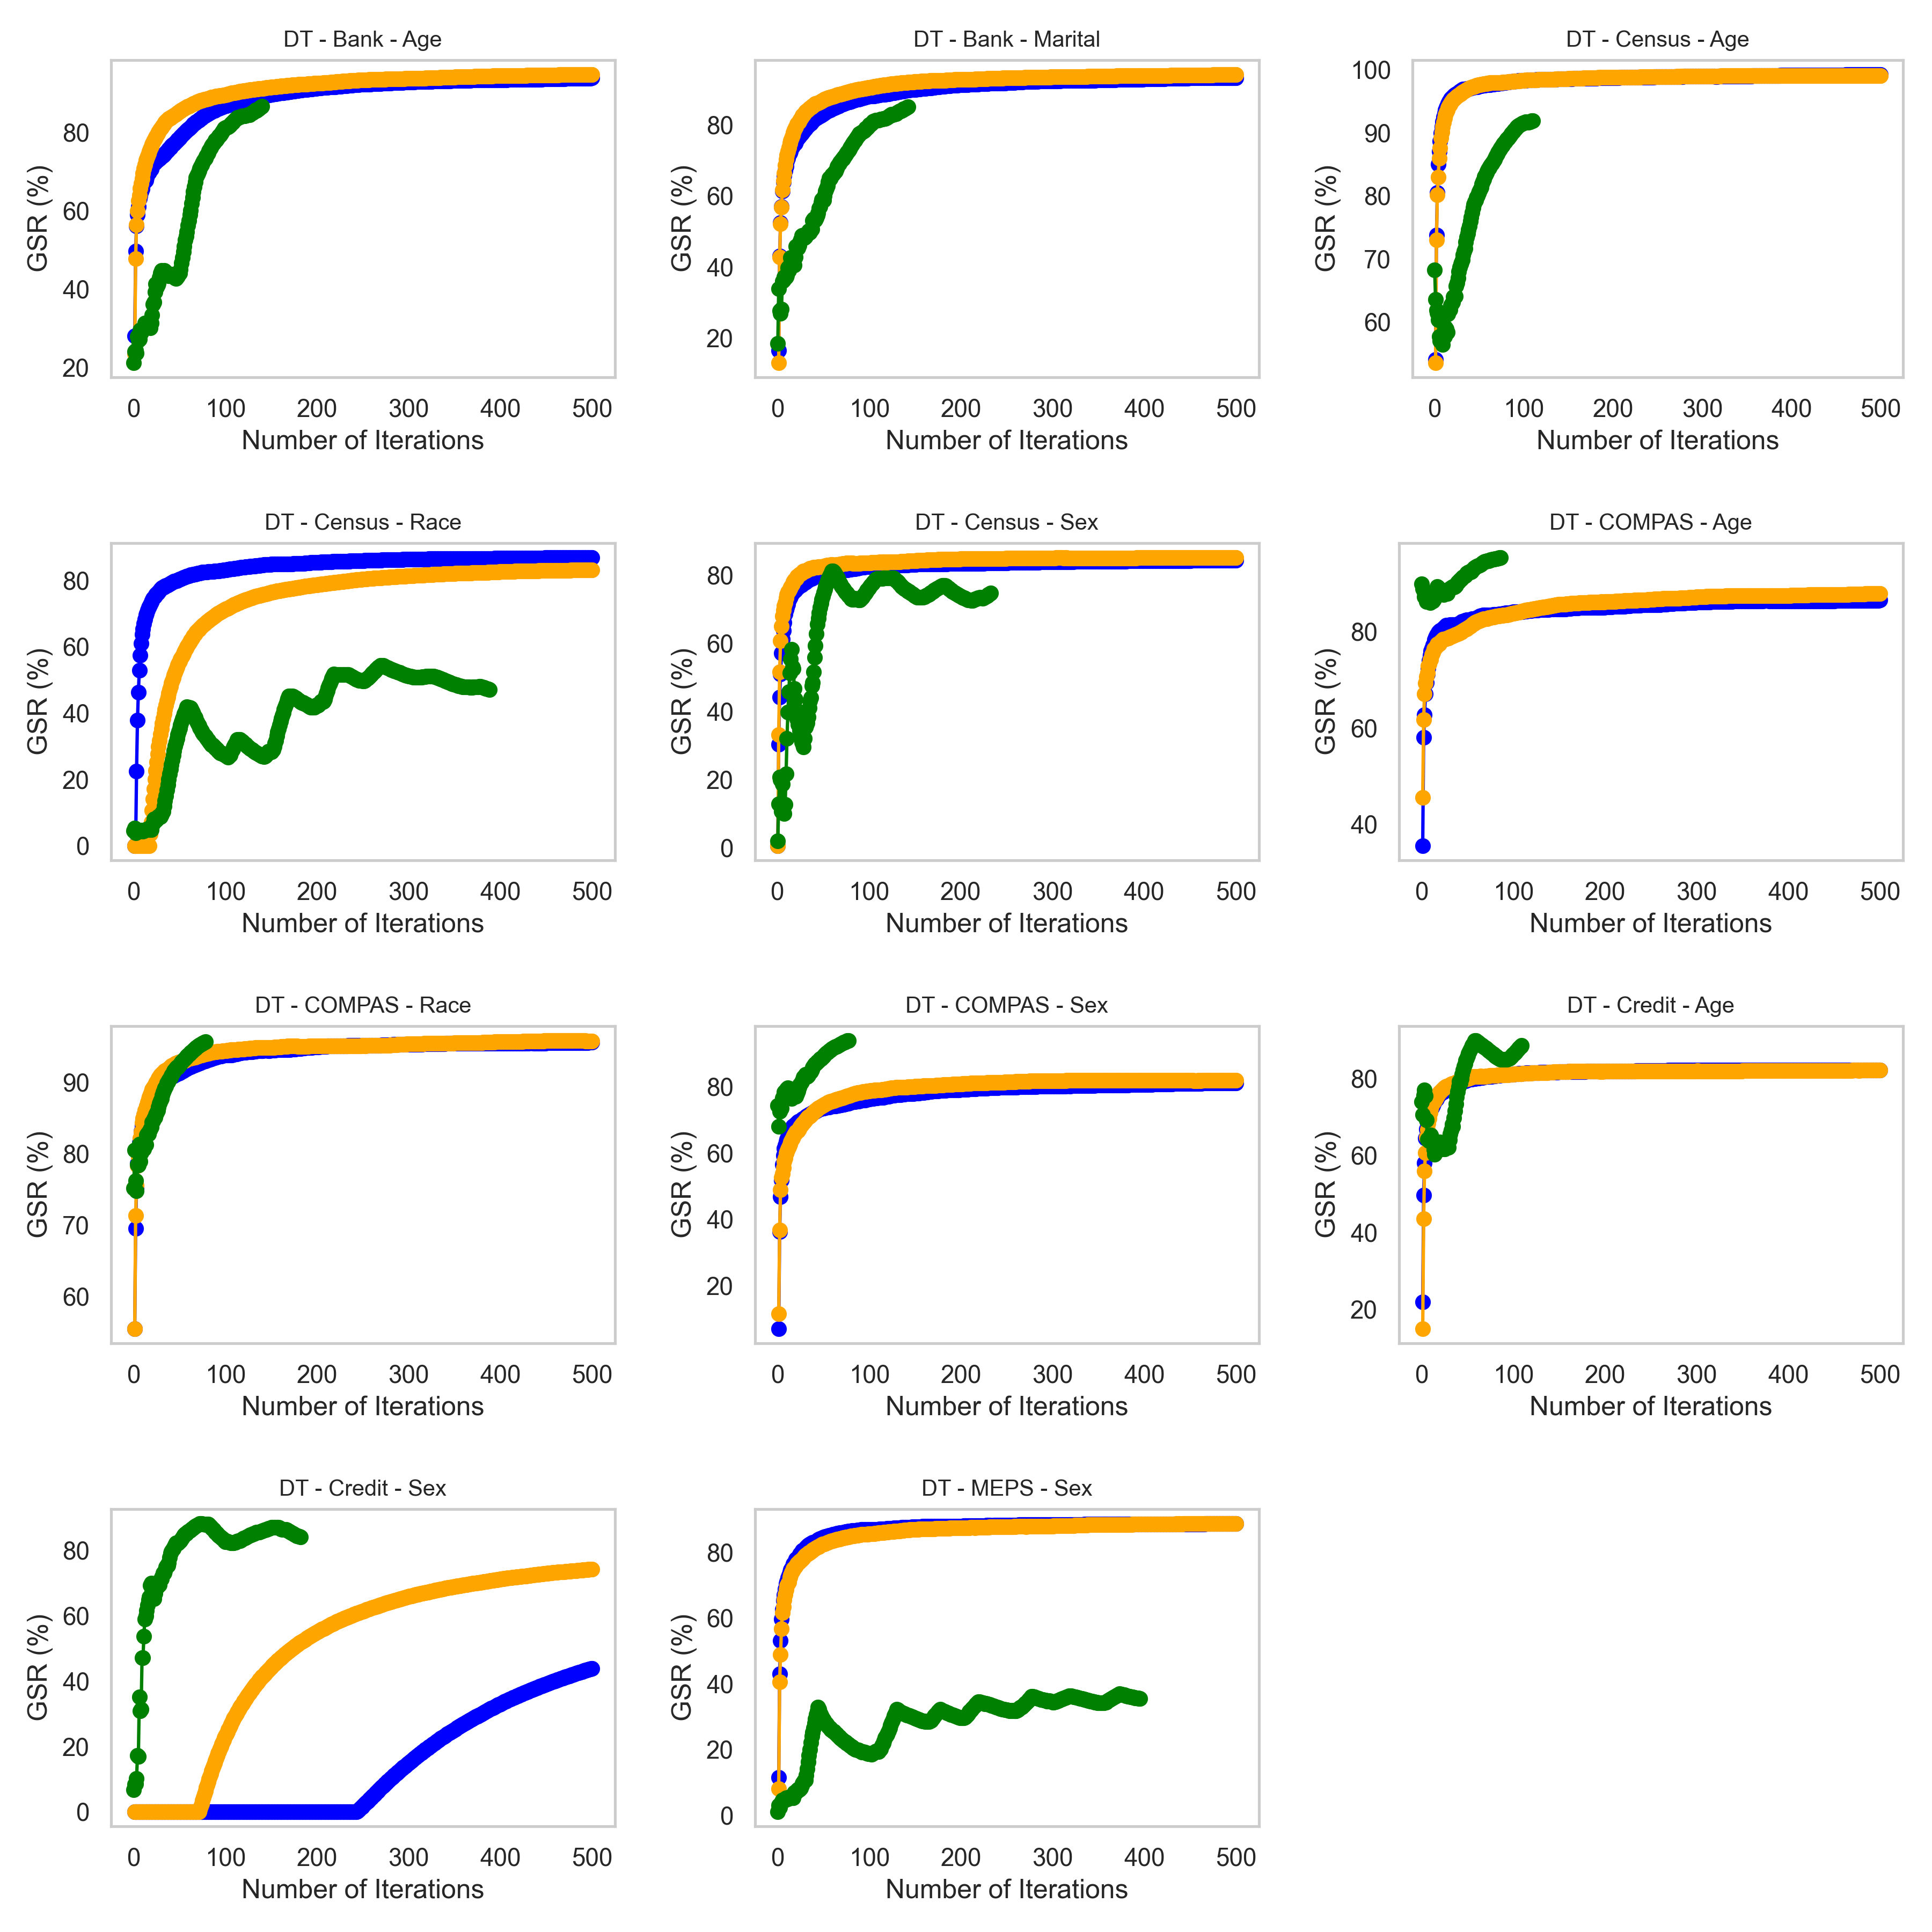 DT - Bank - Age
GSR (%)
80
60
40
20
0 100 200 300 400 500
Number of Iterations
DT - Bank - Marital
GSR (%)
80
60
40
20
0 100 200 300 400 500
Number of Iterations
DT - Census - Age
GSR (%)
100
90
80
70
60
0 100 200 300 400 500
Number of Iterations
DT - Census - Race
GSR (%)
80
60
40
20
0
0 100 200 300 400 500
Number of Iterations
DT - Census - Sex
GSR (%)
80
60
40
20
0
0 100 200 300 400 500
Number of Iterations
DT - COMPAS - Age
GSR (%)
80
60
40
0 100 200 300 400 500
Number of Iterations
DT - COMPAS - Race
GSR (%)
90
80
70
60
0 100 200 300 400 500
Number of Iterations
DT - COMPAS - Sex
GSR (%)
80
60
40
20
0 100 200 300 400 500
Number of Iterations
DT - Credit - Age
GSR (%)
80
60
40
20
0 100 200 300 400 500
Number of Iterations
DT - Credit - Sex
GSR (%)
80
60
40
20
0
0 100 200 300 400 500
Number of Iterations
DT - MEPS - Sex
GSR (%)
80
60
40
20
0
0 100 200 300 400 500
Number of Iterations